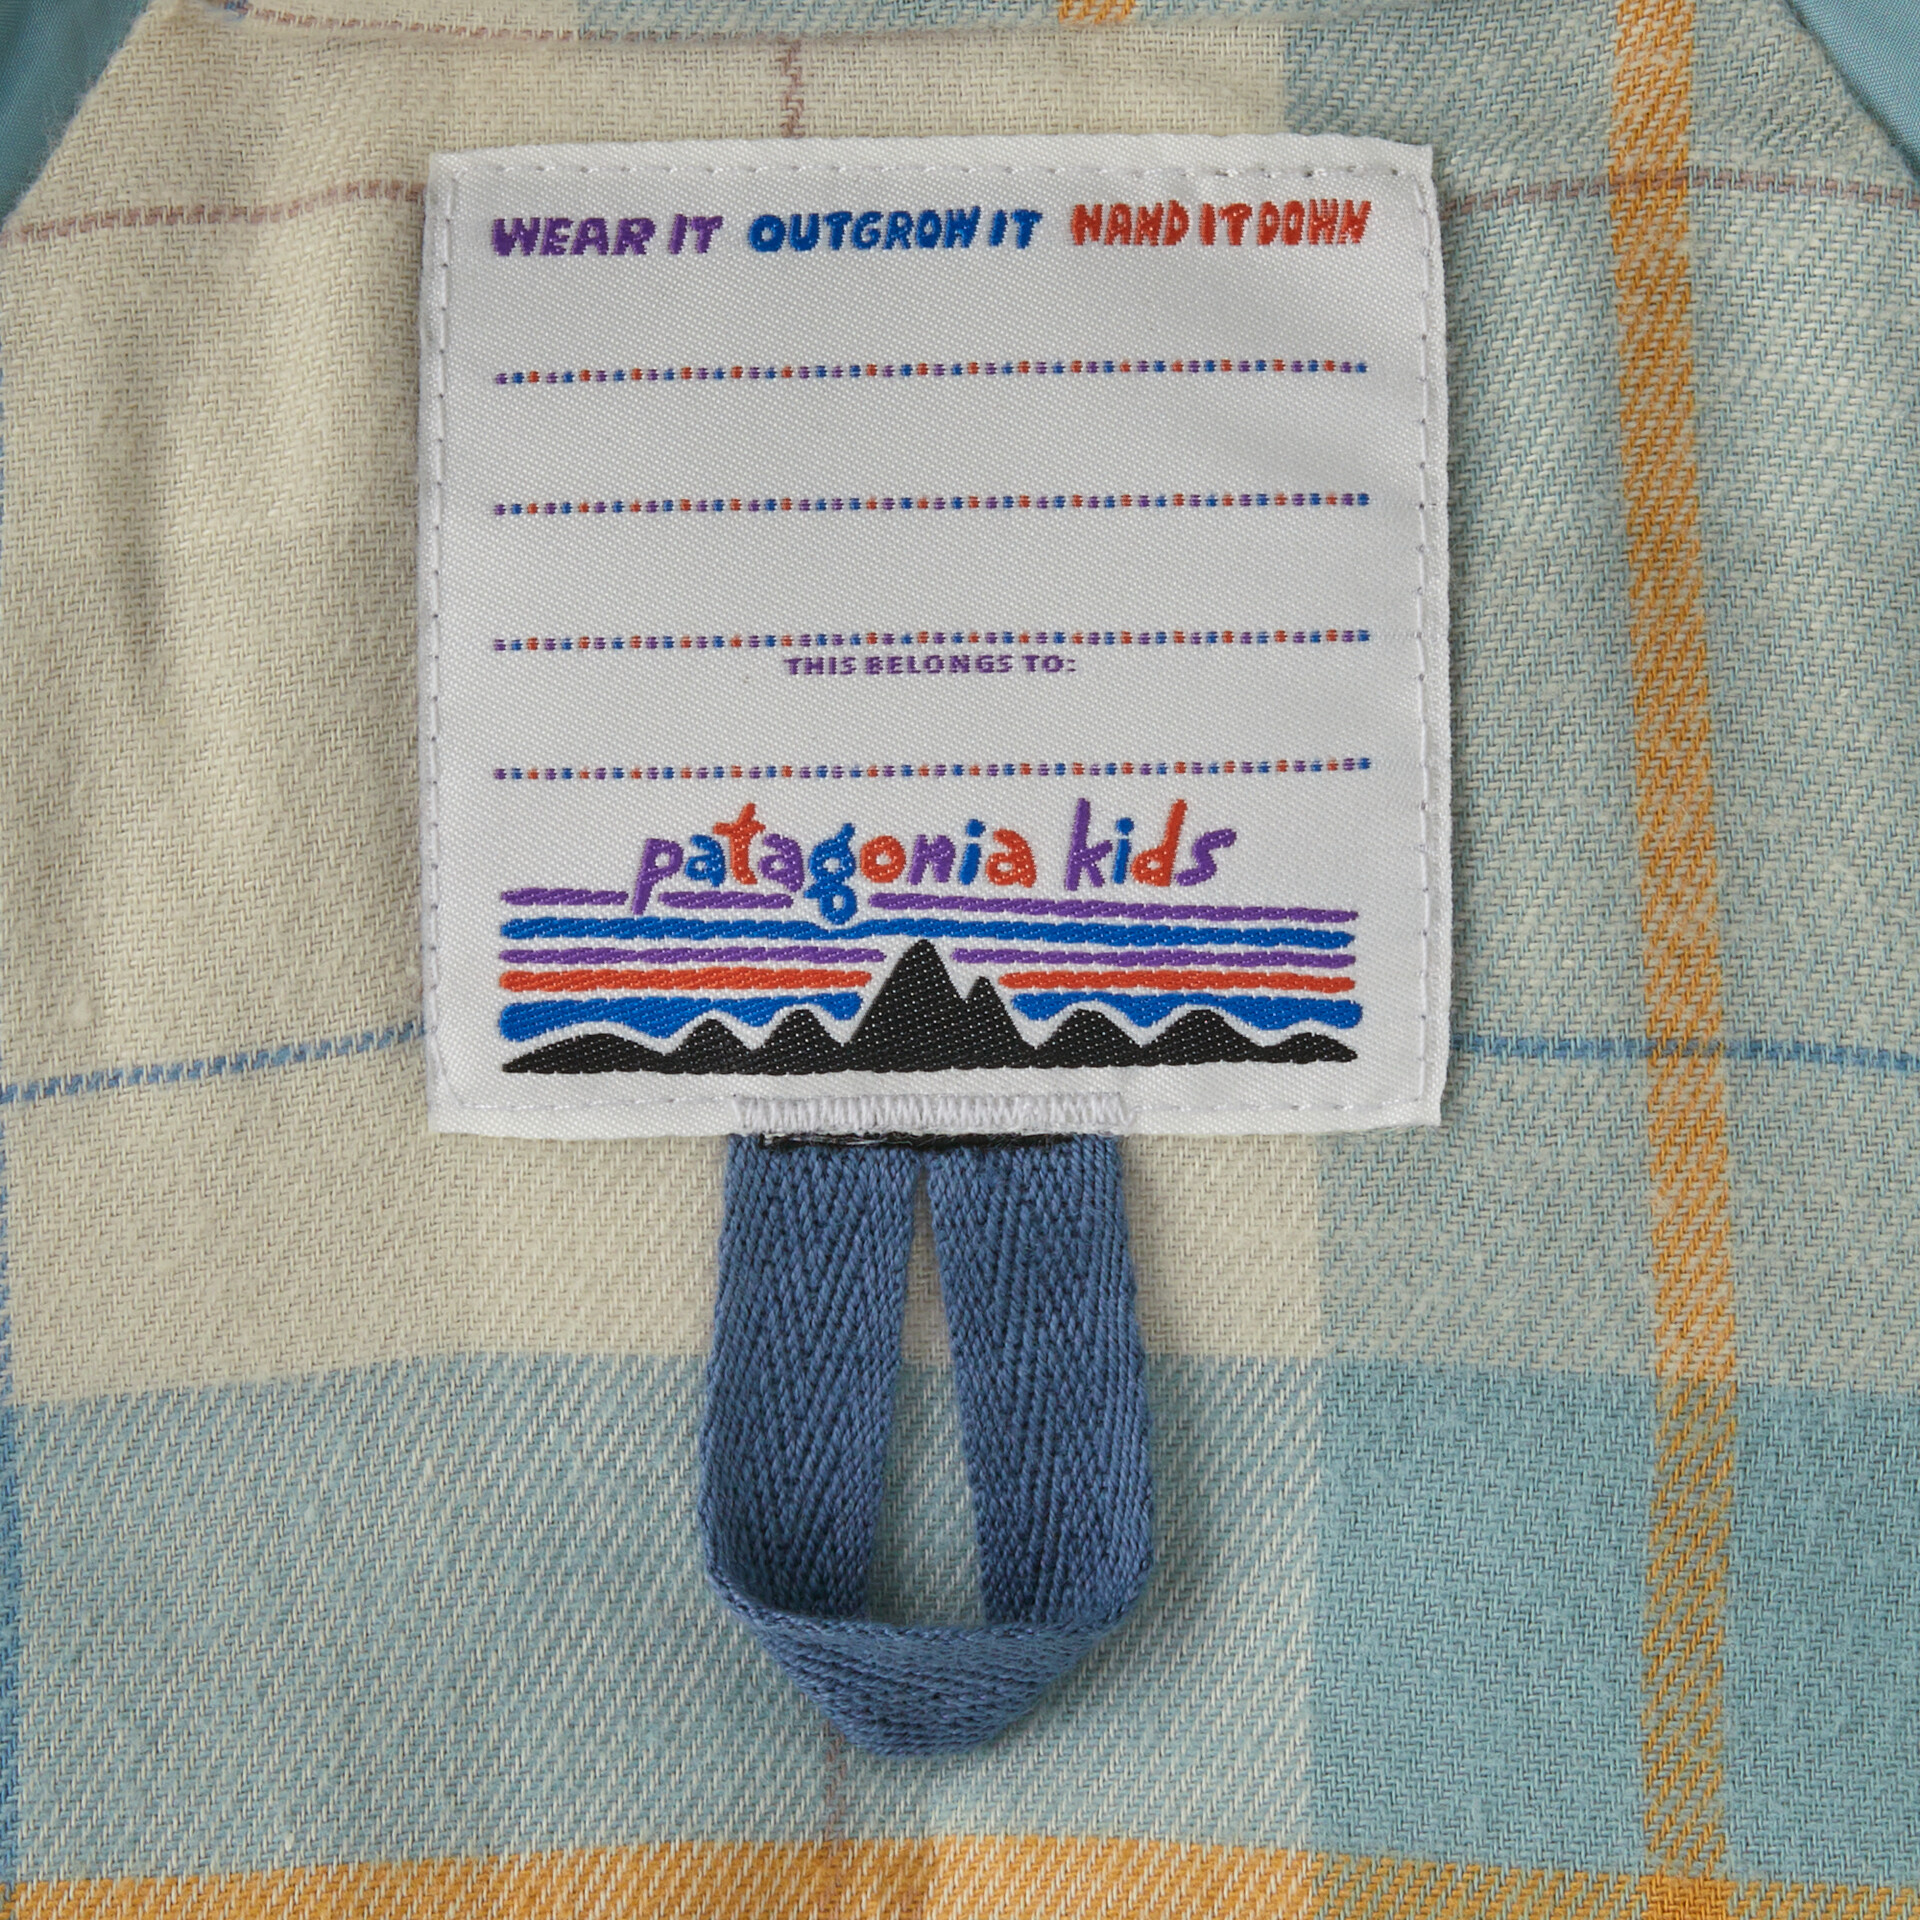 WEAR IT OUTGROW IT HAND IT DOWN
THIS BELONGS TO:
patagonia kids